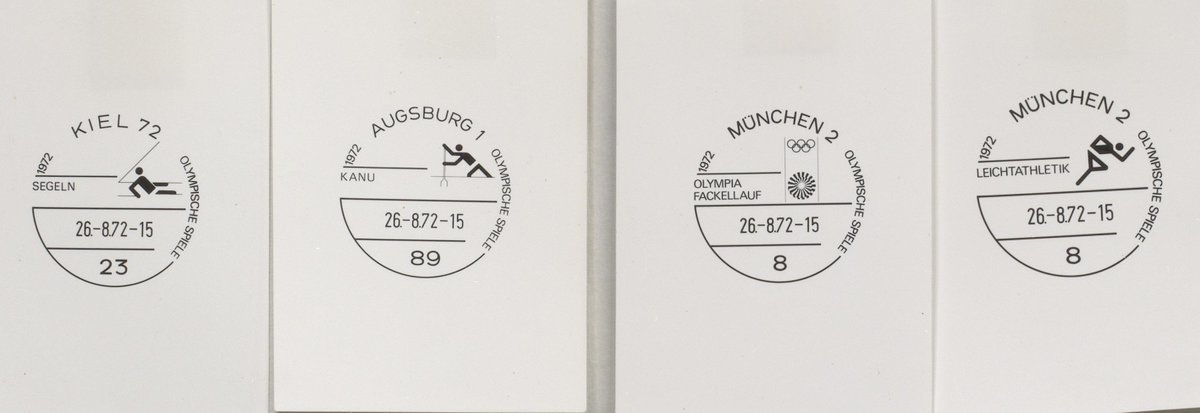 KIEL 72
1972
SEGELN
OLYMPISCHE SPIELE
26.-8.72-15
23
AUGSBURG 1
1972
KANU
OLYMPISCHE SPIELE
26.-8.72-15
89
MÜNCHEN 2
1972
OLYMPIA
FACKELLAUF
OLYMPISCHE SPIELE
26.-8.72-15
8
MÜNCHEN 2
1972
LEICHTATHLETIK
OLYMPISCHE SPIELE
26.-8.72-15
8